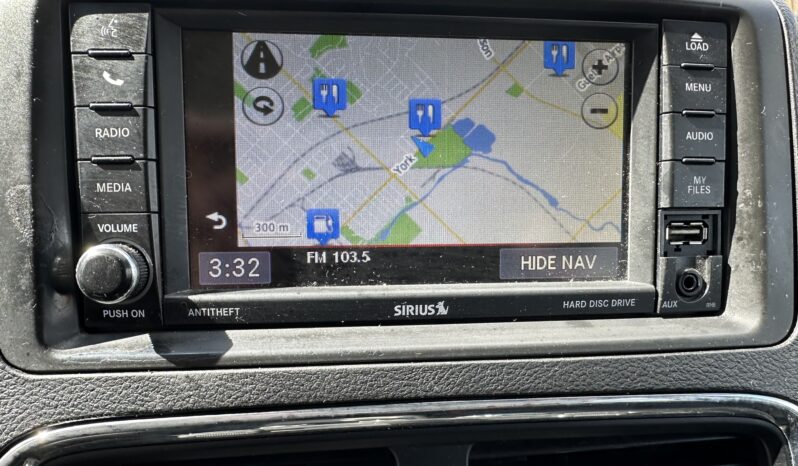 LOAD
MENU
RADIO
AUDIO
MEDIA
MY
FILES
York
300 m
VOLUME
FM 103.5
3:32
HIDE NAV
PUSH ON
ANTITHEFT
SIRIUS
HARD DISC DRIVE
AUX